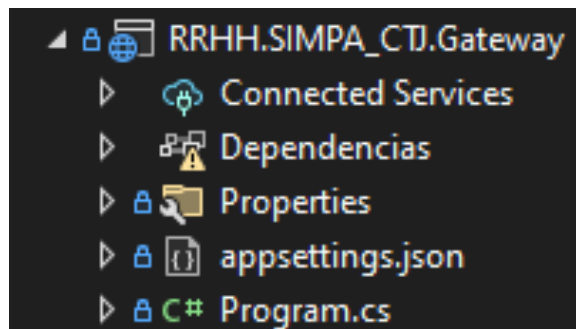 RRHH.SIMPA_CTJ.Gateway
Connected Services
Dependencias
Properties
appsettings.json
C# Program.cs